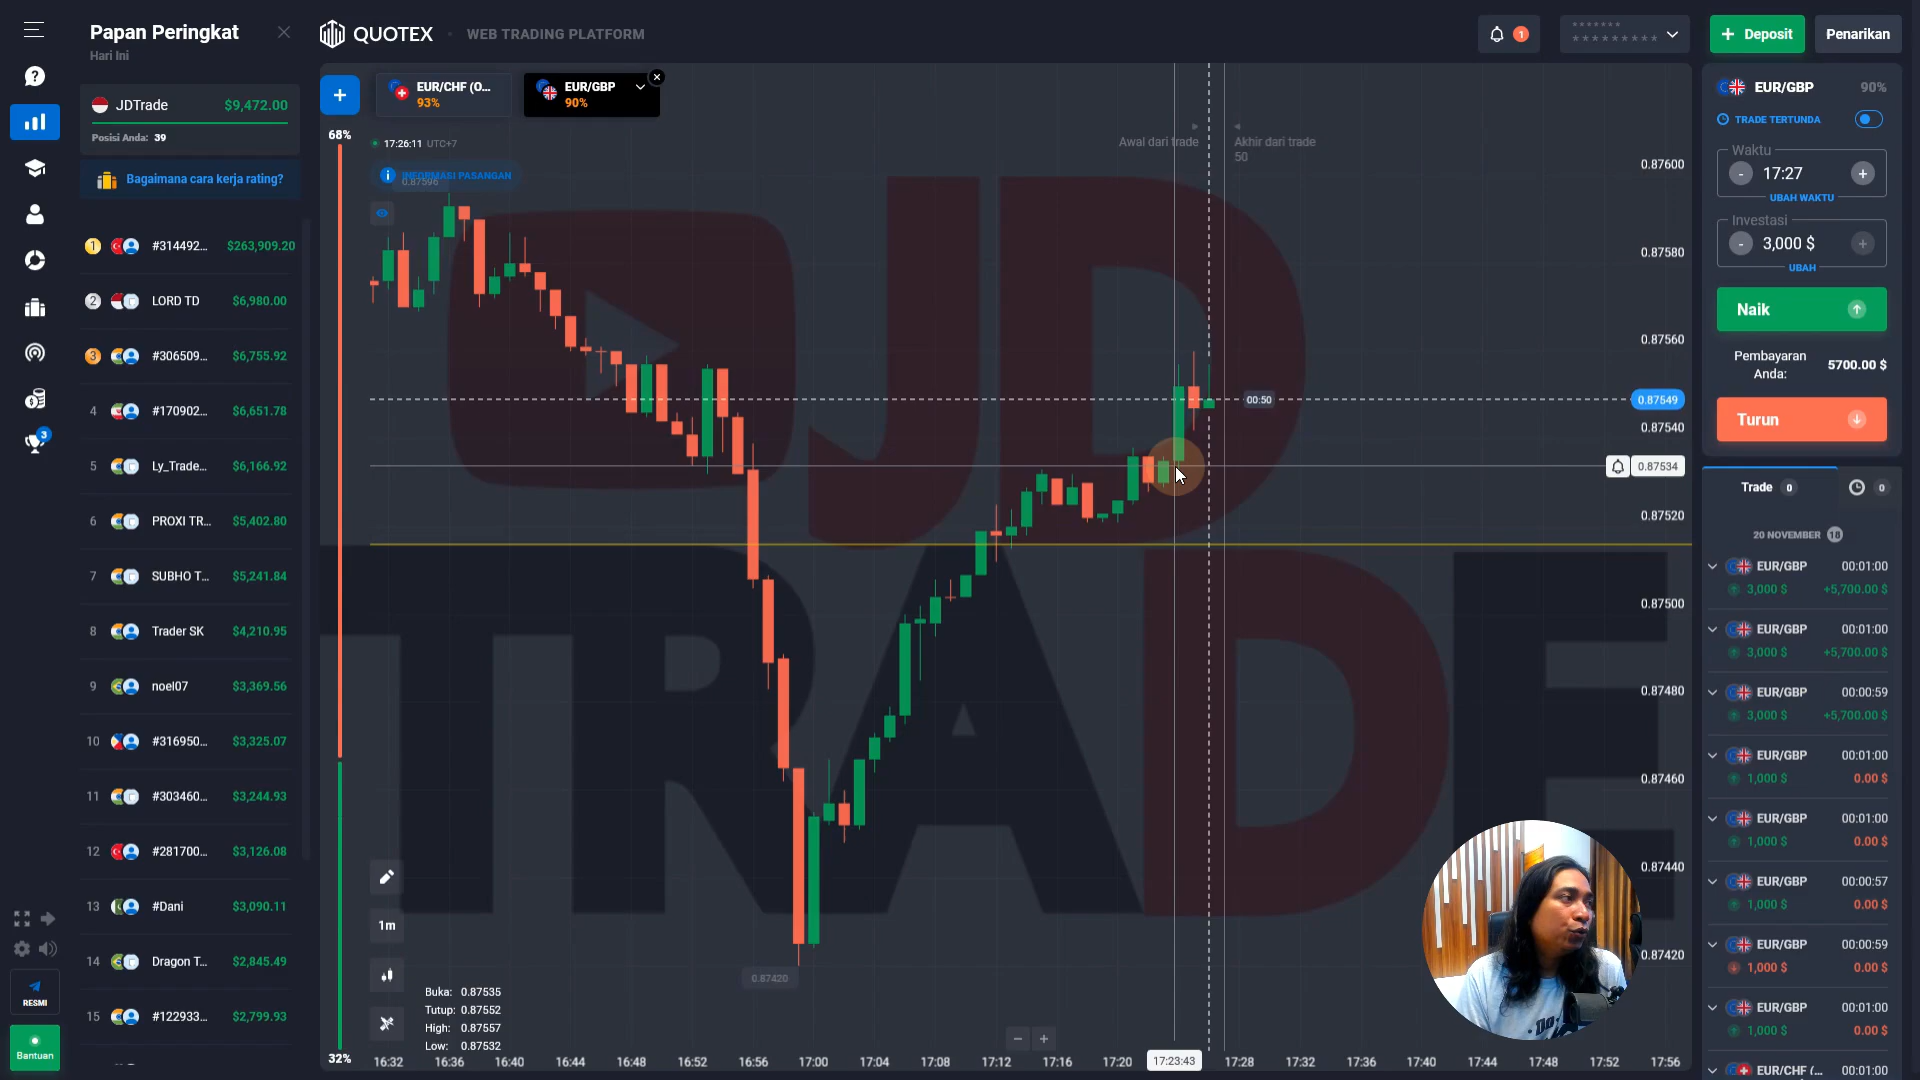 Papan Peringkat
Hari Ini
QUOTEX
WEB TRADING PLATFORM
1
*******
*********
+ Deposit
Penarikan
JDTrade $9,472.00
Posisi Anda: 39
Bagaimana cara kerja rating?
1 #314492... $263,909.20
2 LORD TD $6,980.00
3 #306509... $6,755.92
4 #170902... $6,651.78
5 Ly_Trade... $6,166.92
6 PROXI TR... $5,402.80
7 SUBHO T... $5,241.84
8 Trader SK $4,210.95
9 noel07 $3,369.56
10 #316950... $3,325.07
11 #303460... $3,244.93
12 #281700... $3,126.08
13 #Dani $3,090.11
14 Dragon T... $2,845.49
15 #122933... $2,799.93
3
RESMI
Bantuan
+
EUR/CHF (O...
93%
EUR/GBP
90%
68%
32%
17:26:11 UTC+7
INFORMASI PASANGAN
0.87596
Awal dari trade
Akhir dari trade
50
JD
TRADE
00:50
0.87420
1m
Buka: 0.87535
Tutup: 0.87552
High: 0.87557
Low: 0.87532
0.87600
0.87580
0.87560
0.87549
0.87540
0.87534
0.87520
0.87500
0.87480
0.87460
0.87440
0.87420
16:32 16:36 16:40 16:44 16:48 16:52 16:56 17:00 17:04 17:08 17:12 17:16 17:20 17:23:43 17:28 17:32 17:36 17:40 17:44 17:48 17:52 17:56
EUR/GBP 90%
TRADE TERTUNDA
Waktu
- 17:27 +
UBAH WAKTU
Investasi
- 3,000 $ +
UBAH
Naik
Pembayaran
Anda:
5700.00 $
Turun
Trade 0
0
20 NOVEMBER 18
EUR/GBP 00:01:00
3,000 $ +5,700.00 $
EUR/GBP 00:01:00
3,000 $ +5,700.00 $
EUR/GBP 00:00:59
3,000 $ +5,700.00 $
EUR/GBP 00:01:00
1,000 $ 0.00 $
EUR/GBP 00:01:00
1,000 $ 0.00 $
EUR/GBP 00:00:57
1,000 $ 0.00 $
EUR/GBP 00:00:59
1,000 $ 0.00 $
EUR/GBP 00:01:00
1,000 $ 0.00 $
EUR/CHF (... 00:01:00